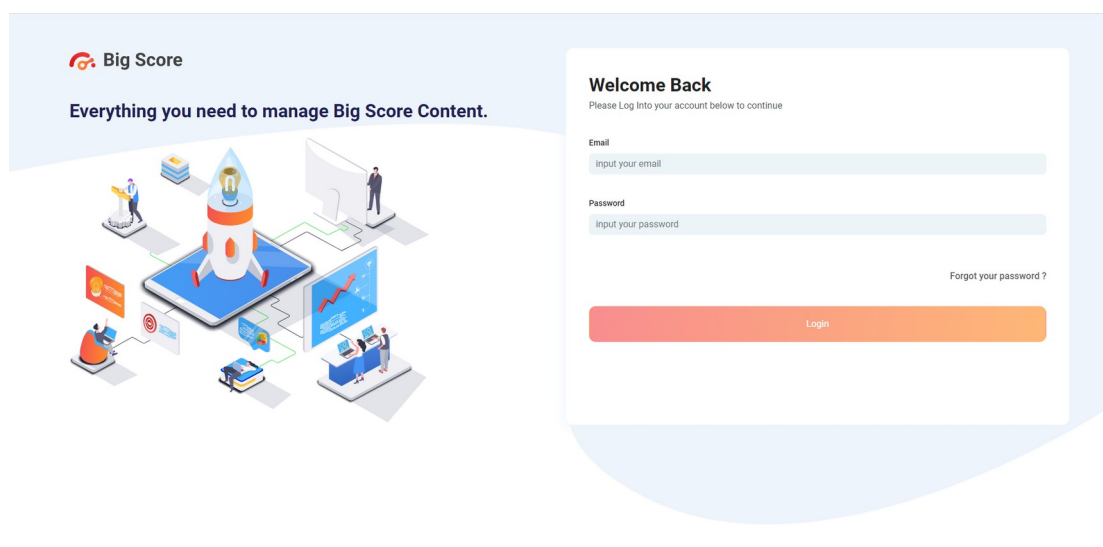 Big Score
Everything you need to manage Big Score Content.
Welcome Back
Please Log Into your account below to continue
Email
input your email
Password
input your password
Forgot your password ?
Login